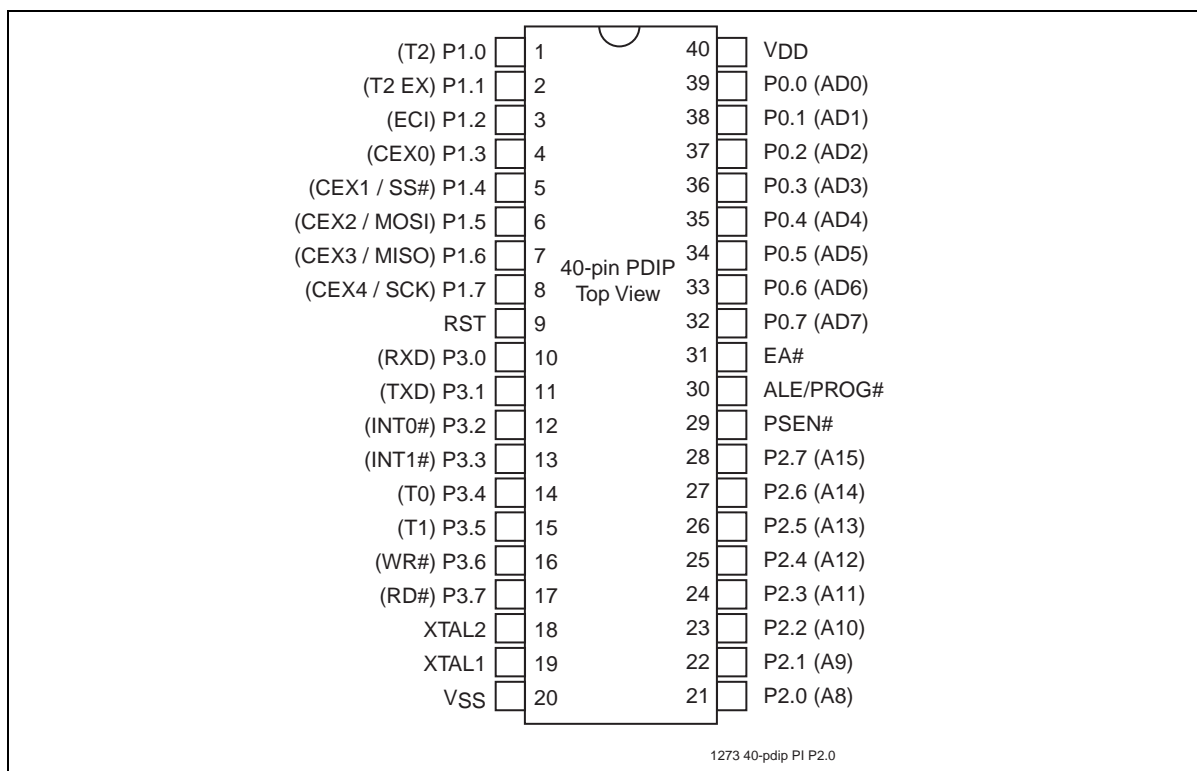 (T2) P1.0 1 40 VDD
(T2 EX) P1.1 2 39 P0.0 (AD0)
(ECI) P1.2 3 38 P0.1 (AD1)
(CEX0) P1.3 4 37 P0.2 (AD2)
(CEX1 / SS#) P1.4 5 36 P0.3 (AD3)
(CEX2 / MOSI) P1.5 6 35 P0.4 (AD4)
(CEX3 / MISO) P1.6 7 34 P0.5 (AD5)
40-pin PDIP
(CEX4 / SCK) P1.7 8 Top View 33 P0.6 (AD6)
RST 9 32 P0.7 (AD7)
(RXD) P3.0 10 31 EA#
(TXD) P3.1 11 30 ALE/PROG#
(INT0#) P3.2 12 29 PSEN#
(INT1#) P3.3 13 28 P2.7 (A15)
(T0) P3.4 14 27 P2.6 (A14)
(T1) P3.5 15 26 P2.5 (A13)
(WR#) P3.6 16 25 P2.4 (A12)
(RD#) P3.7 17 24 P2.3 (A11)
XTAL2 18 23 P2.2 (A10)
XTAL1 19 22 P2.1 (A9)
VSS 20 21 P2.0 (A8)
1273 40-pdip PI P2.0